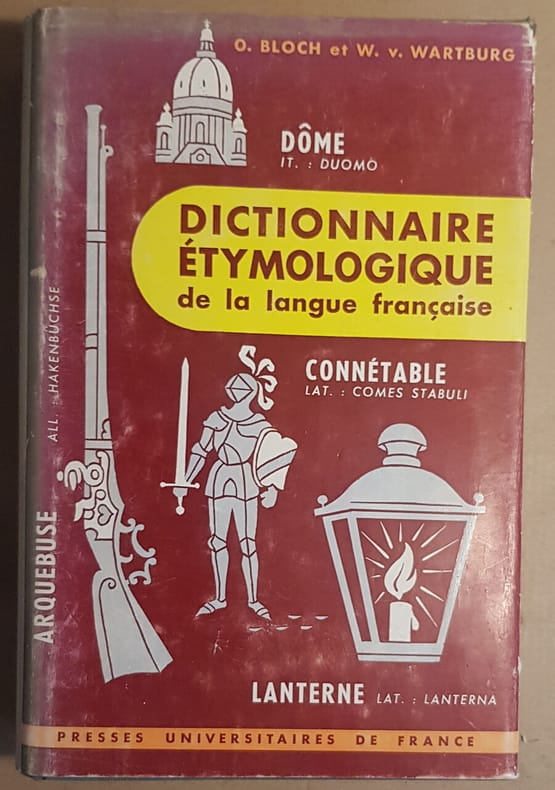 O. BLOCH et W. v. WARTBURG
DÔME
IT. : DUOMO
DICTIONNAIRE
ÉTYMOLOGIQUE
de la langue française
ARQUEBUSE
ALL. : HAKENBÜCHSE
CONNÉTABLE
LAT. : COMES STABULI
LANTERNE LAT. : LANTERNA
PRESSES UNIVERSITAIRES DE FRANCE